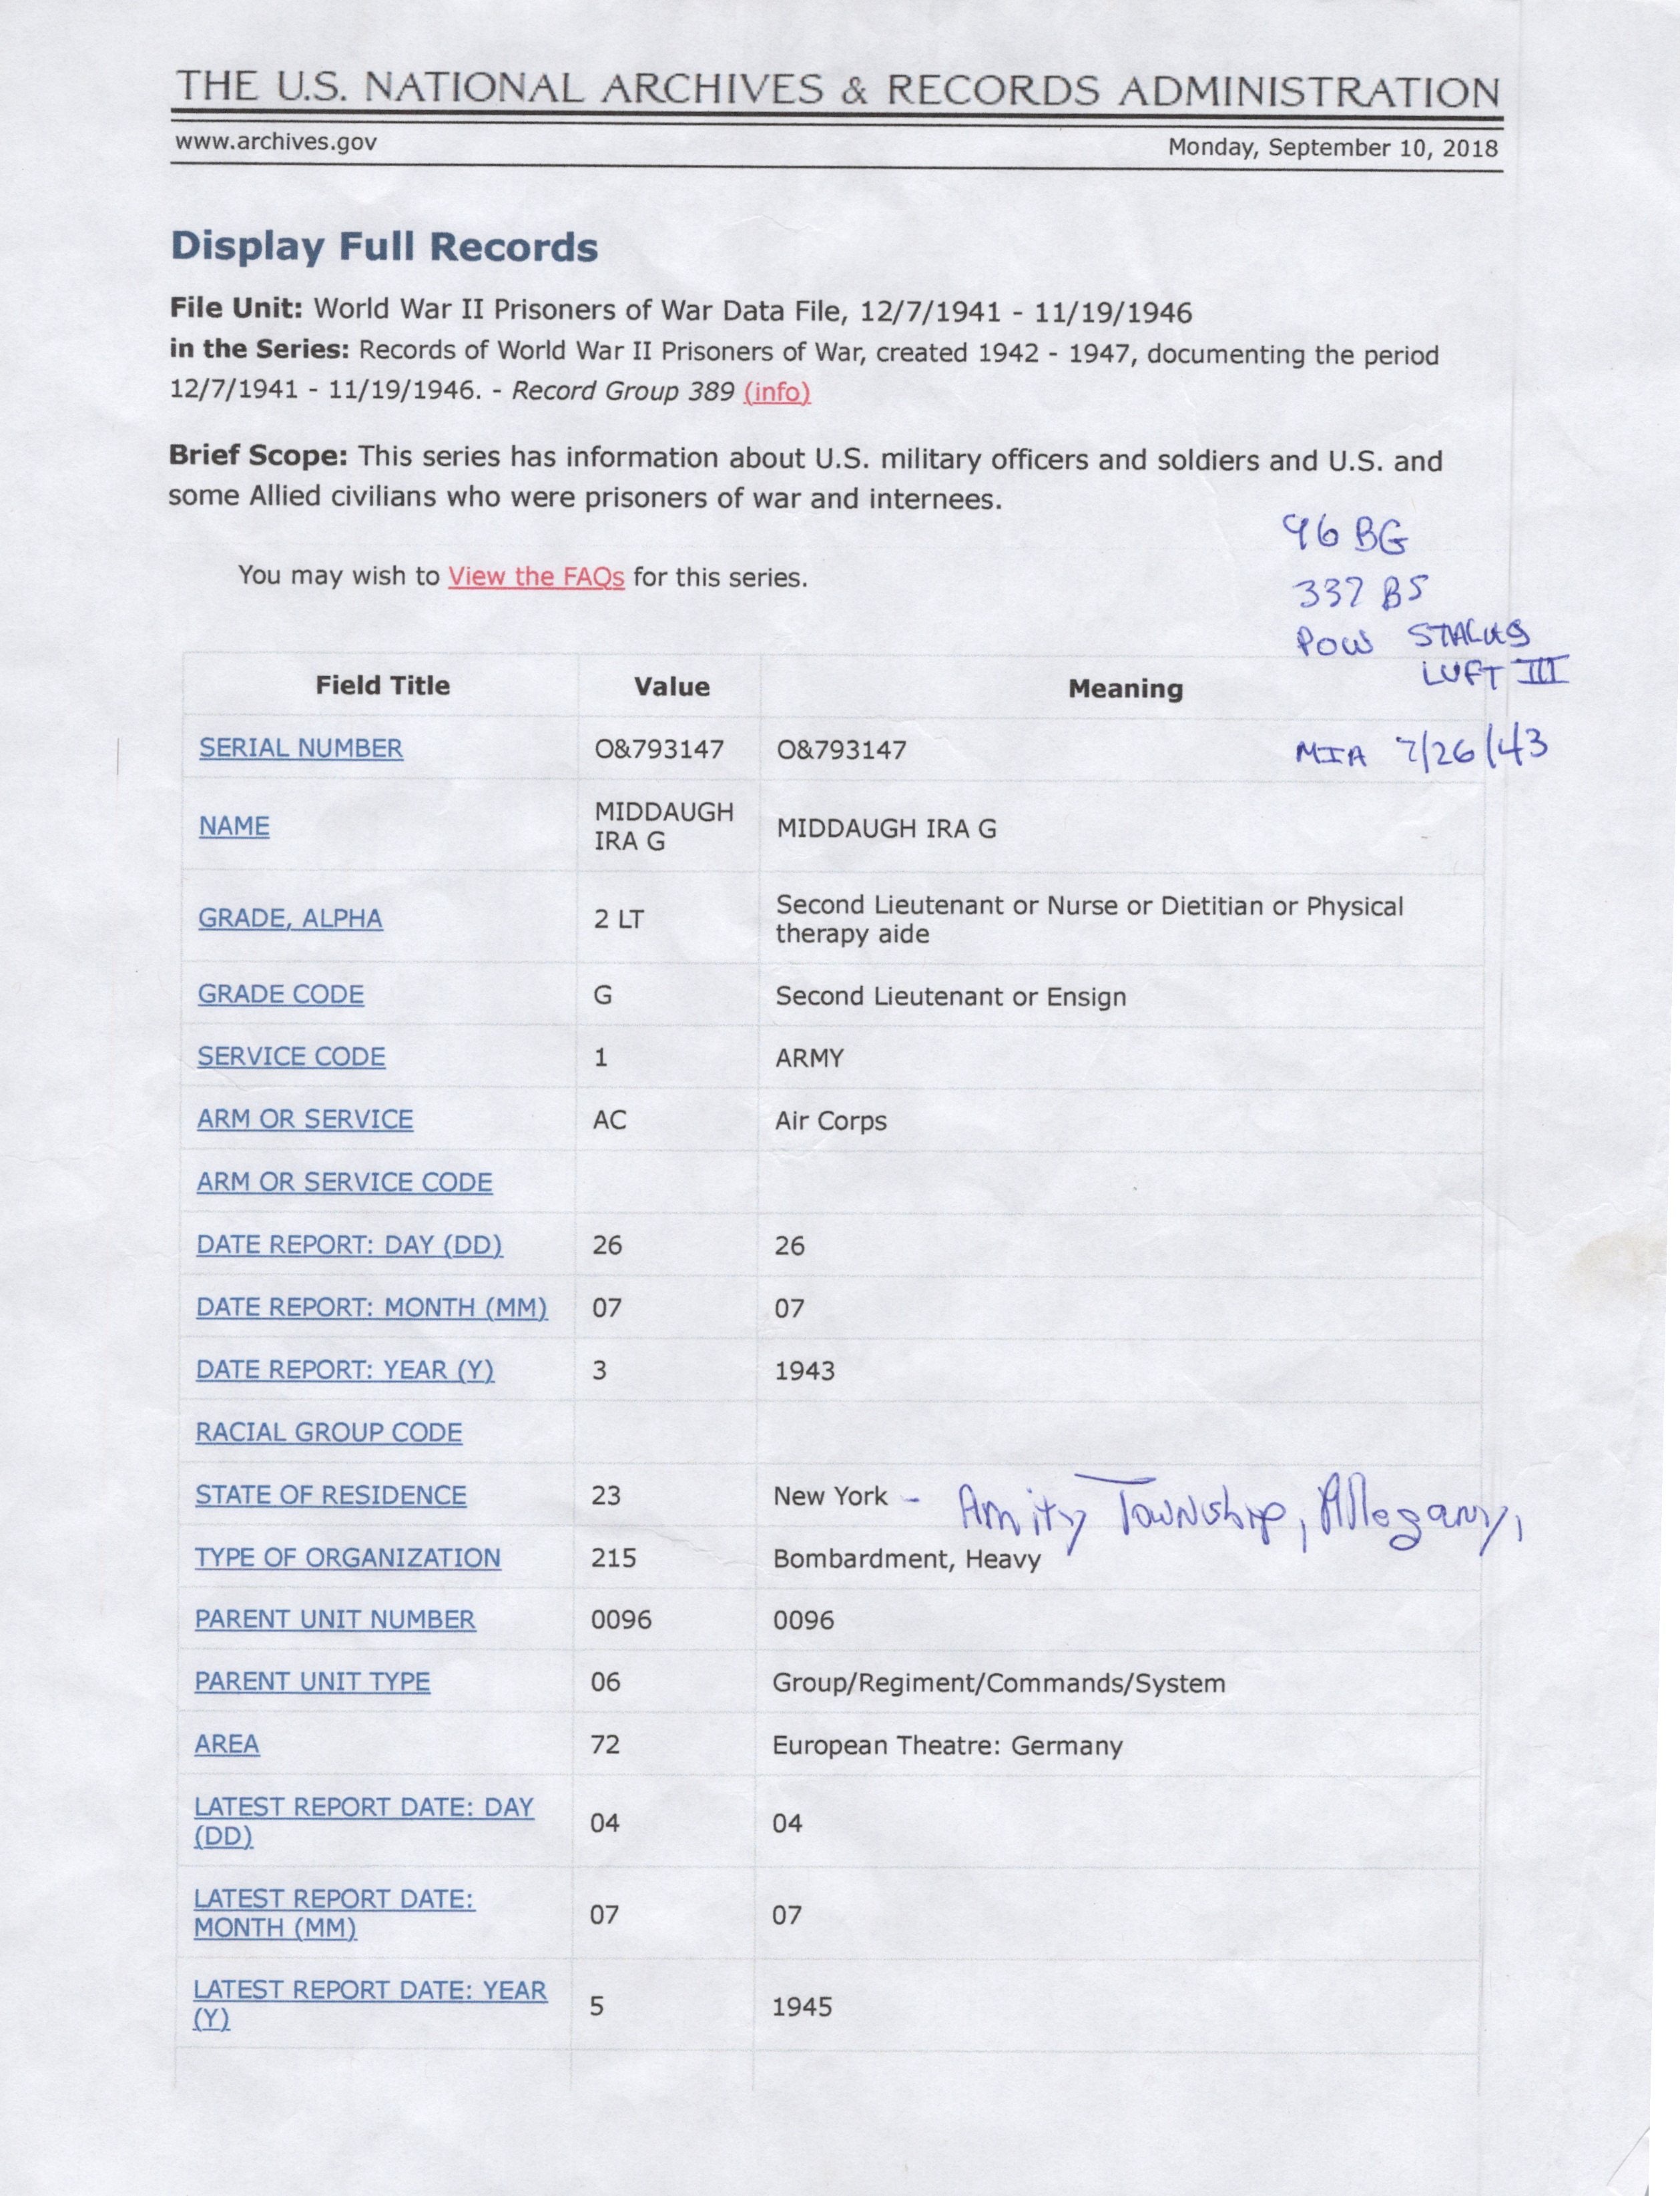 THE U.S. NATIONAL ARCHIVES & RECORDS ADMINISTRATION
www.archives.gov Monday, September 10, 2018
Display Full Records
File Unit: World War II Prisoners of War Data File, 12/7/1941 - 11/19/1946
in the Series: Records of World War II Prisoners of War, created 1942 - 1947, documenting the period
12/7/1941 - 11/19/1946. - Record Group 389 (info)
Brief Scope: This series has information about U.S. military officers and soldiers and U.S. and
some Allied civilians who were prisoners of war and internees.
96 BG
You may wish to View the FAQs for this series.
337 BS
POW STALUG
LUFT III
Field Title Value Meaning
SERIAL NUMBER O&793147 O&793147
MIA 7/26/43
NAME MIDDAUGH IRA G MIDDAUGH IRA G
GRADE, ALPHA 2 LT Second Lieutenant or Nurse or Dietitian or Physical
therapy aide
GRADE CODE G Second Lieutenant or Ensign
SERVICE CODE 1 ARMY
ARM OR SERVICE AC Air Corps
ARM OR SERVICE CODE
DATE REPORT: DAY (DD) 26 26
DATE REPORT: MONTH (MM) 07 07
DATE REPORT: YEAR (Y) 3 1943
RACIAL GROUP CODE
STATE OF RESIDENCE 23 New York - Amity Township, Allegany,
TYPE OF ORGANIZATION 215 Bombardment, Heavy
PARENT UNIT NUMBER 0096 0096
PARENT UNIT TYPE 06 Group/Regiment/Commands/System
AREA 72 European Theatre: Germany
LATEST REPORT DATE: DAY
(DD) 04 04
LATEST REPORT DATE:
MONTH (MM) 07 07
LATEST REPORT DATE: YEAR
(Y) 5 1945